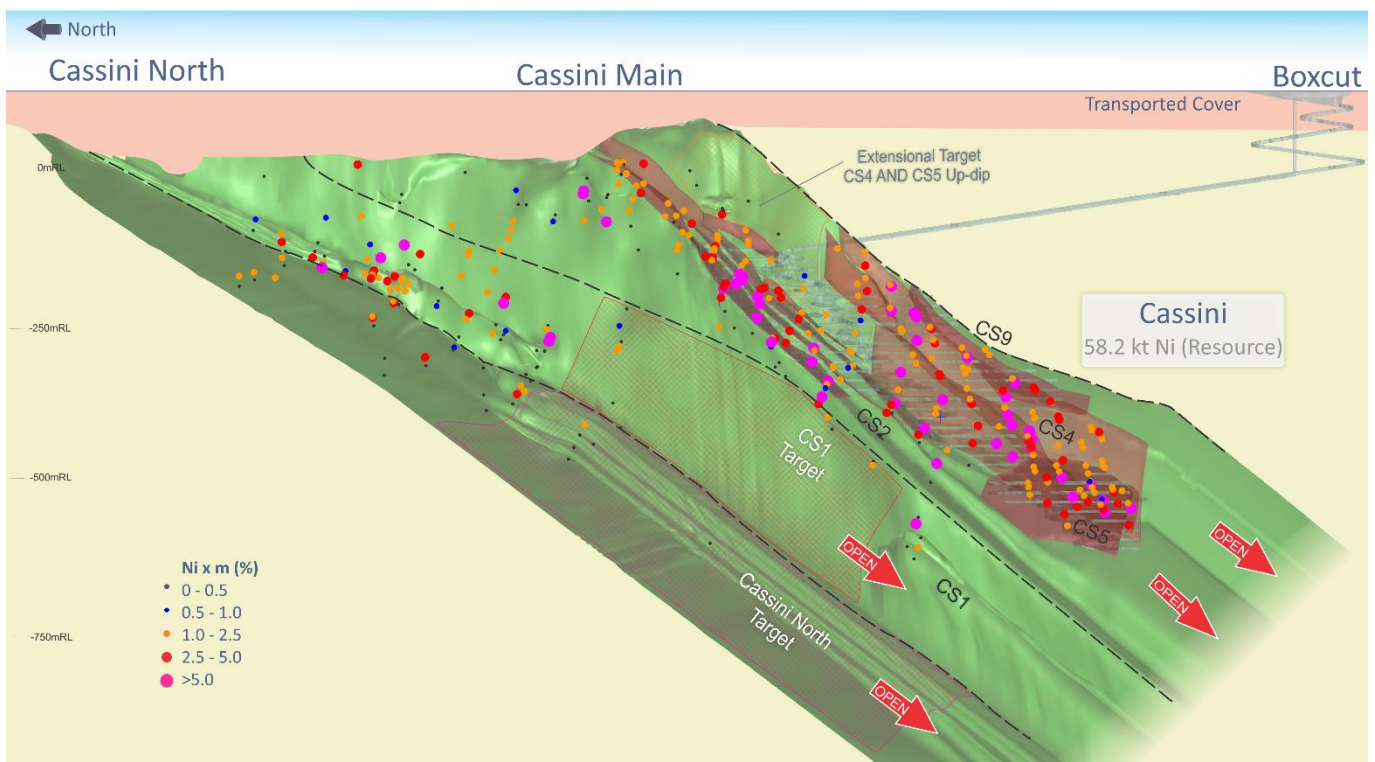 North
Cassini North
Cassini Main
Boxcut
Transported Cover
Extensional Target
CS4 AND CS5 Up-dip
0mRL
-250mRL
-500mRL
-750mRL
CS9
Cassini
58.2 kt Ni (Resource)
CS2
CS4
CS5
CS1
Target
CS1
Cassini North
Target
OPEN
OPEN
OPEN
OPEN
Ni x m (%)
0 - 0.5
0.5 - 1.0
1.0 - 2.5
2.5 - 5.0
>5.0